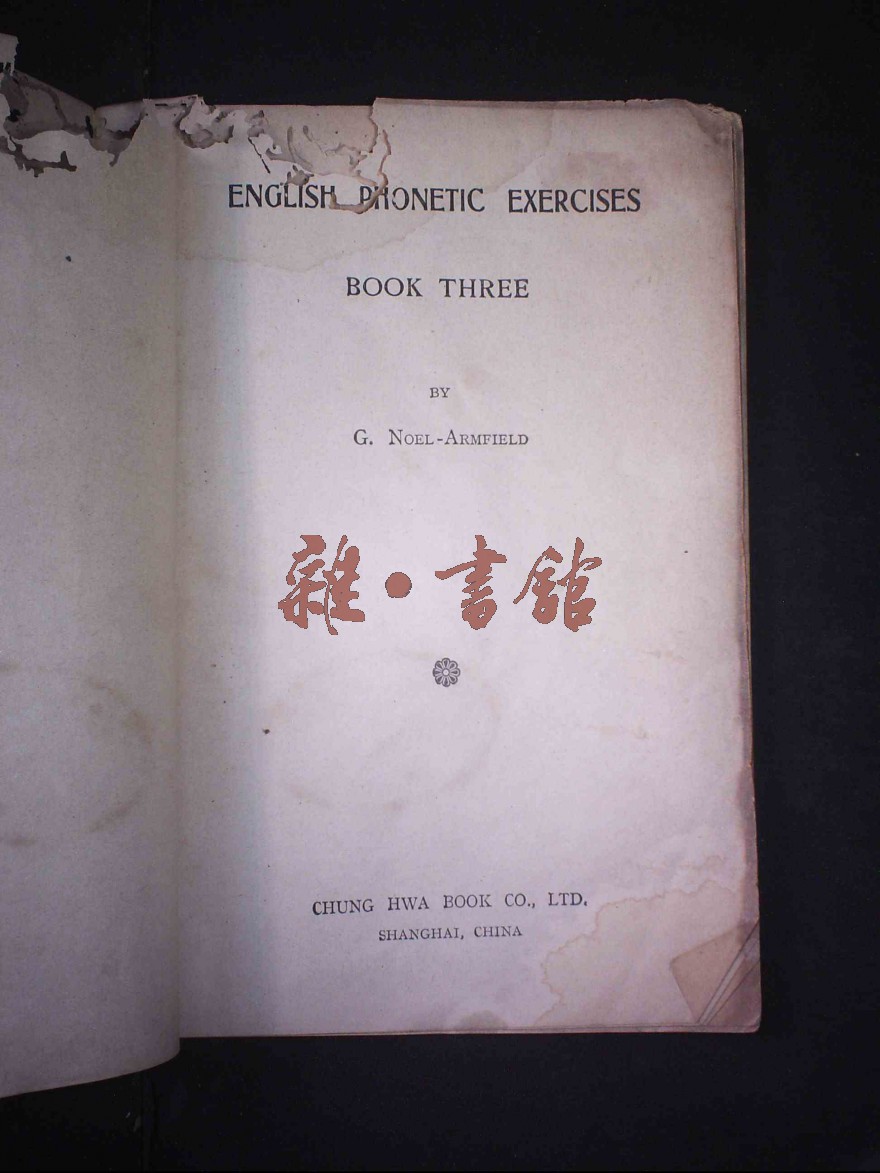 ENGLISH PHONETIC EXERCISES
BOOK THREE
BY
G. NOEL-ARMFIELD
雜·書館
CHUNG HWA BOOK CO., LTD.
SHANGHAI, CHINA